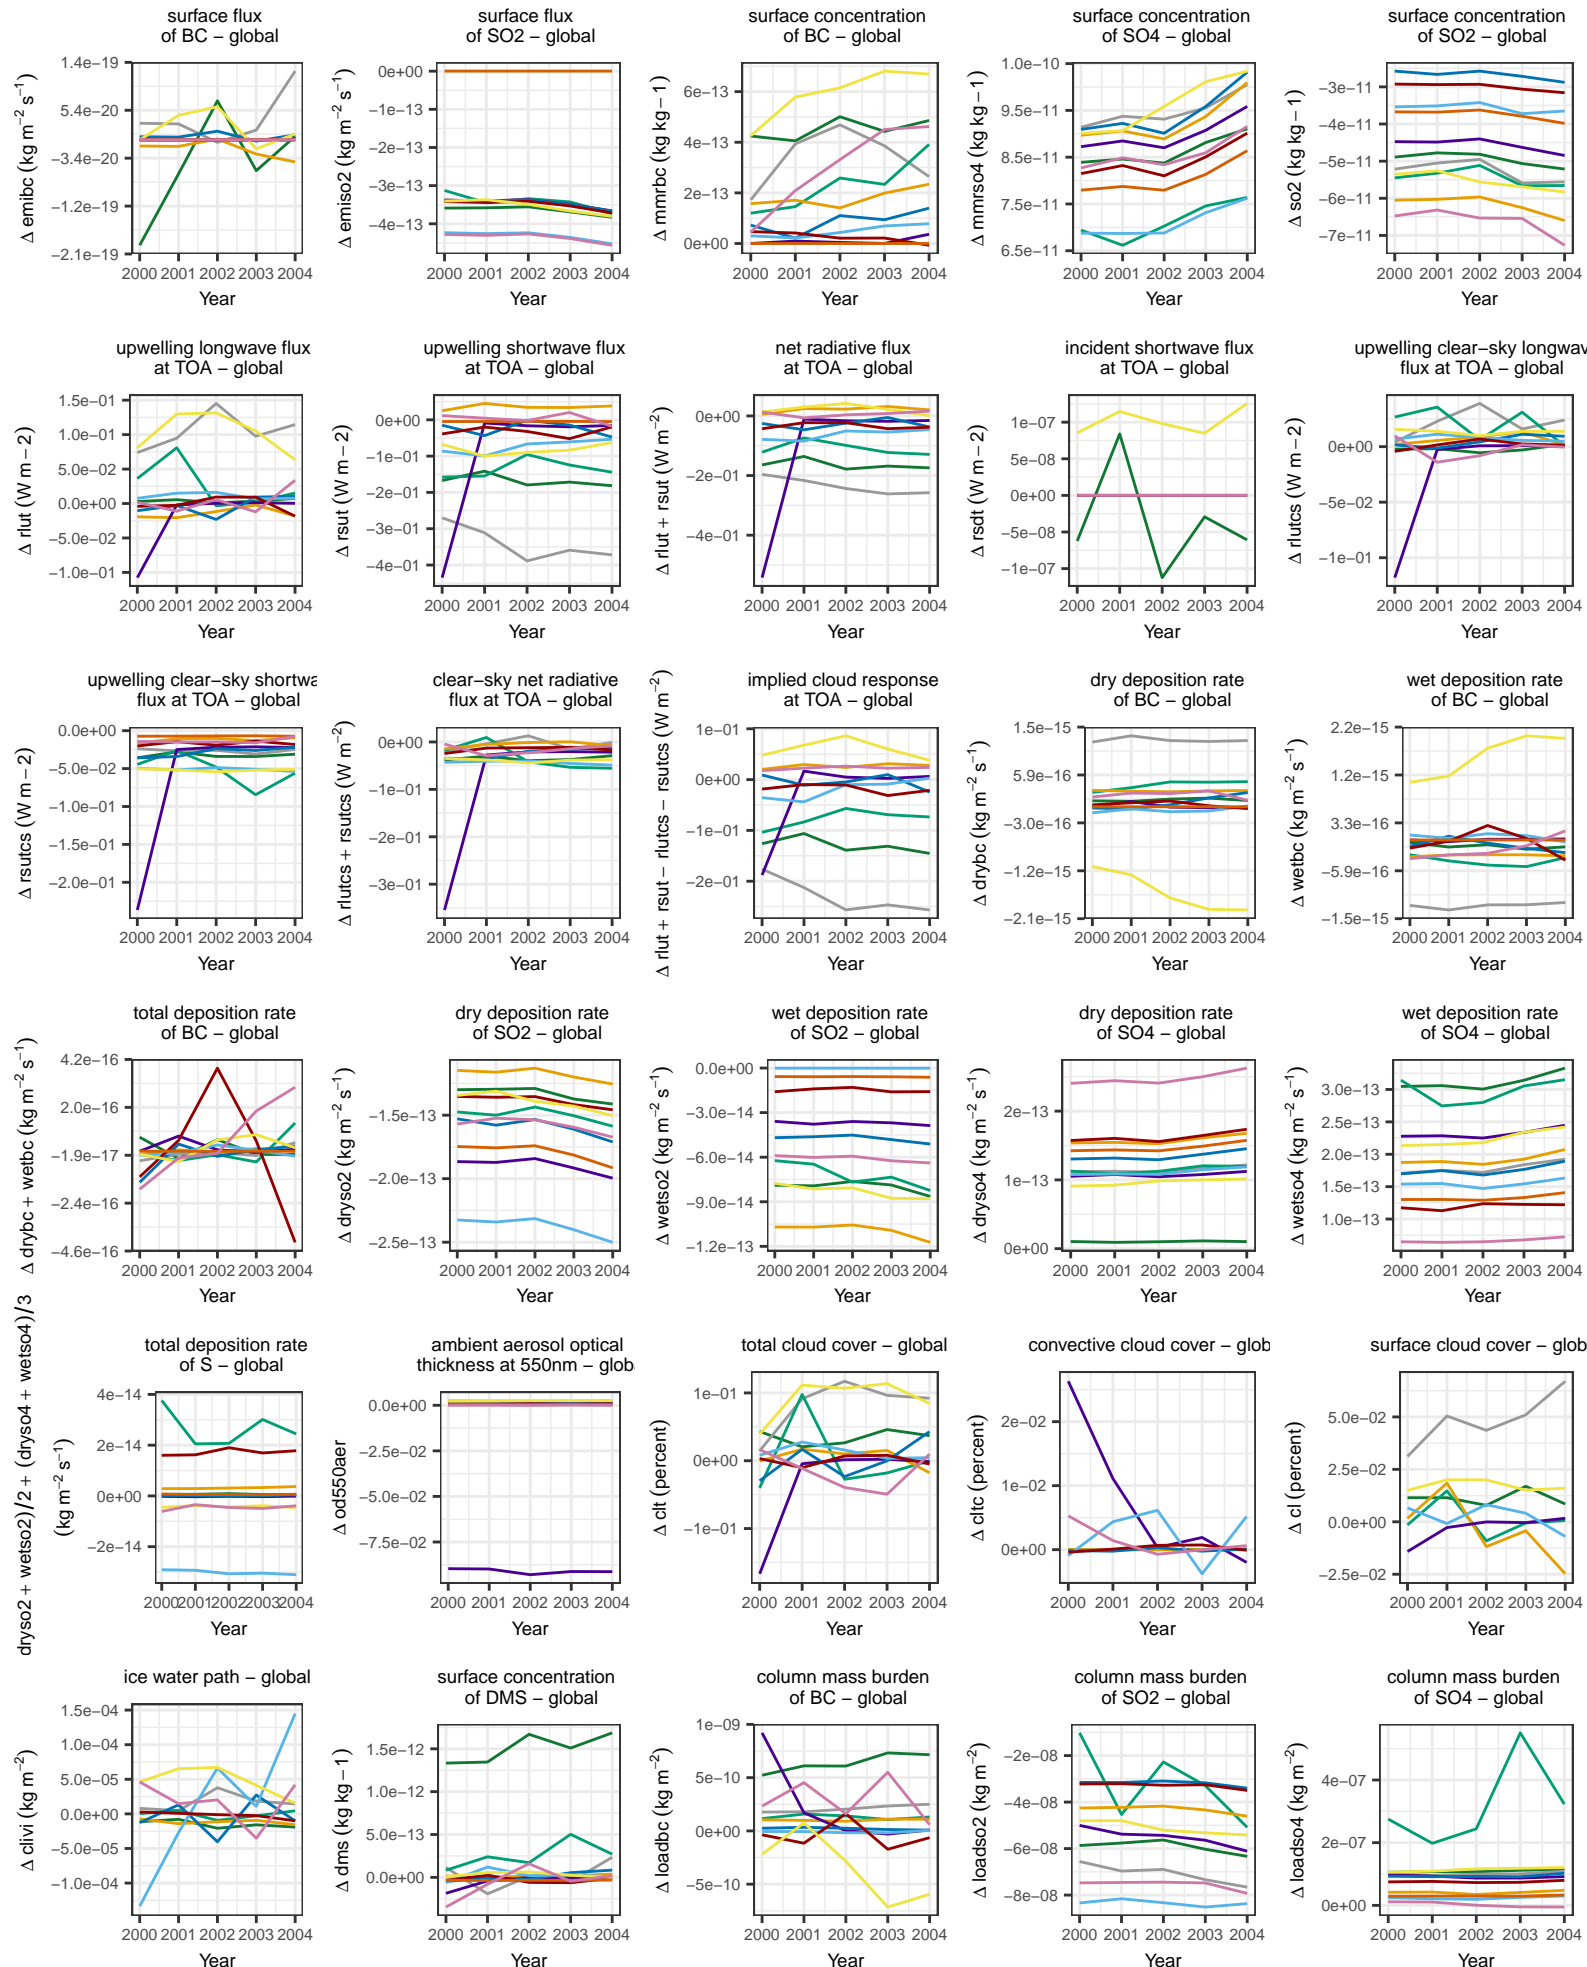 surface flux
of BC − global
Δ emibc (kg m−2 s−1)
1.4e−19
5.4e−20
−3.4e−20
−1.2e−19
−2.1e−19
2000 2001 2002 2003 2004
Year
surface flux
of SO2 − global
Δ emiso2 (kg m−2 s−1)
0e+00
−1e−13
−2e−13
−3e−13
−4e−13
2000 2001 2002 2003 2004
Year
surface concentration
of BC − global
Δ mmrbc (kg kg−1)
6e−13
4e−13
2e−13
0e+00
2000 2001 2002 2003 2004
Year
surface concentration
of SO4 − global
Δ mmrso4 (kg kg−1)
1.0e−10
9.5e−11
8.5e−11
7.5e−11
6.5e−11
2000 2001 2002 2003 2004
Year
surface concentration
of SO2 − global
Δ so2 (kg kg−1)
−3e−11
−4e−11
−5e−11
−6e−11
−7e−11
2000 2001 2002 2003 2004
Year
upwelling longwave flux
at TOA − global
Δ rlut (W m−2)
1.5e−01
1.0e−01
5.0e−02
0.0e+00
−5.0e−02
−1.0e−01
2000 2001 2002 2003 2004
Year
upwelling shortwave flux
at TOA − global
Δ rsut (W m−2)
0e+00
−1e−01
−2e−01
−3e−01
−4e−01
2000 2001 2002 2003 2004
Year
net radiative flux
at TOA − global
Δ rlut + rsut (W m−2)
0e+00
−2e−01
−4e−01
2000 2001 2002 2003 2004
Year
incident shortwave flux
at TOA − global
Δ rsdt (W m−2)
1e−07
5e−08
0e+00
−5e−08
−1e−07
2000 2001 2002 2003 2004
Year
upwelling clear−sky longwav
flux at TOA − global
Δ rlutcs (W m−2)
0e+00
−5e−02
−1e−01
2000 2001 2002 2003 2004
Year
upwelling clear−sky shortwa
flux at TOA − global
Δ rsutcs (W m−2)
0.0e+00
−5.0e−02
−1.0e−01
−1.5e−01
−2.0e−01
2000 2001 2002 2003 2004
Year
clear−sky net radiative
flux at TOA − global
Δ rlutcs + rsutcs (W m−2)
0e+00
−1e−01
−2e−01
−3e−01
2000 2001 2002 2003 2004
Year
implied cloud response
at TOA − global
Δ rlut + rsut − rlutcs − rsutcs (W m−2)
1e−01
0e+00
−1e−01
−2e−01
2000 2001 2002 2003 2004
Year
dry deposition rate
of BC − global
Δ drybc (kg m−2 s−1)
1.5e−15
5.9e−16
−3.0e−16
−1.2e−15
−2.1e−15
2000 2001 2002 2003 2004
Year
wet deposition rate
of BC − global
Δ wetbc (kg m−2 s−1)
2.2e−15
1.2e−15
3.3e−16
−5.9e−16
−1.5e−15
2000 2001 2002 2003 2004
Year
total deposition rate
of BC − global
Δ drybc + wetbc (kg m−2 s−1)
4.2e−16
2.0e−16
−1.9e−17
−2.4e−16
−4.6e−16
2000 2001 2002 2003 2004
Year
dry deposition rate
of SO2 − global
Δ dryso2 (kg m−2 s−1)
−1.5e−13
−2.0e−13
−2.5e−13
2000 2001 2002 2003 2004
Year
wet deposition rate
of SO2 − global
Δ wetso2 (kg m−2 s−1)
0.0e+00
−3.0e−14
−6.0e−14
−9.0e−14
−1.2e−13
2000 2001 2002 2003 2004
Year
dry deposition rate
of SO4 − global
Δ dryso4 (kg m−2 s−1)
2e−13
1e−13
0e+00
2000 2001 2002 2003 2004
Year
wet deposition rate
of SO4 − global
Δ wetso4 (kg m−2 s−1)
3.0e−13
2.5e−13
2.0e−13
1.5e−13
1.0e−13
2000 2001 2002 2003 2004
Year
total deposition rate
of S − global
dryso2 + wetso2)/2 + (dryso4 + wetso4)/3
(kg m−2 s−1)
4e−14
2e−14
0e+00
−2e−14
2000 2001 2002 2003 2004
Year
ambient aerosol optical
thickness at 550nm − glob
Δ od550aer
0.0e+00
−2.5e−02
−5.0e−02
−7.5e−02
2000 2001 2002 2003 2004
Year
total cloud cover − global
Δ clt (percent)
1e−01
0e+00
−1e−01
2000 2001 2002 2003 2004
Year
convective cloud cover − glob
Δ cltc (percent)
2e−02
1e−02
0e+00
2000 2001 2002 2003 2004
Year
surface cloud cover − glob
Δ cl (percent)
5.0e−02
2.5e−02
0.0e+00
−2.5e−02
2000 2001 2002 2003 2004
Year
ice water path − global
Δ clivi (kg m−2)
1.5e−04
1.0e−04
5.0e−05
0.0e+00
−5.0e−05
−1.0e−04
2000 2001 2002 2003 2004
Year
surface concentration
of DMS − global
Δ dms (kg kg−1)
1.5e−12
1.0e−12
5.0e−13
0.0e+00
2000 2001 2002 2003 2004
Year
column mass burden
of BC − global
Δ loadbc (kg m−2)
1e−09
5e−10
0e+00
−5e−10
2000 2001 2002 2003 2004
Year
column mass burden
of SO2 − global
Δ loadso2 (kg m−2)
−2e−08
−4e−08
−6e−08
−8e−08
2000 2001 2002 2003 2004
Year
column mass burden
of SO4 − global
Δ loadso4 (kg m−2)
4e−07
2e−07
0e+00
2000 2001 2002 2003 2004
Year